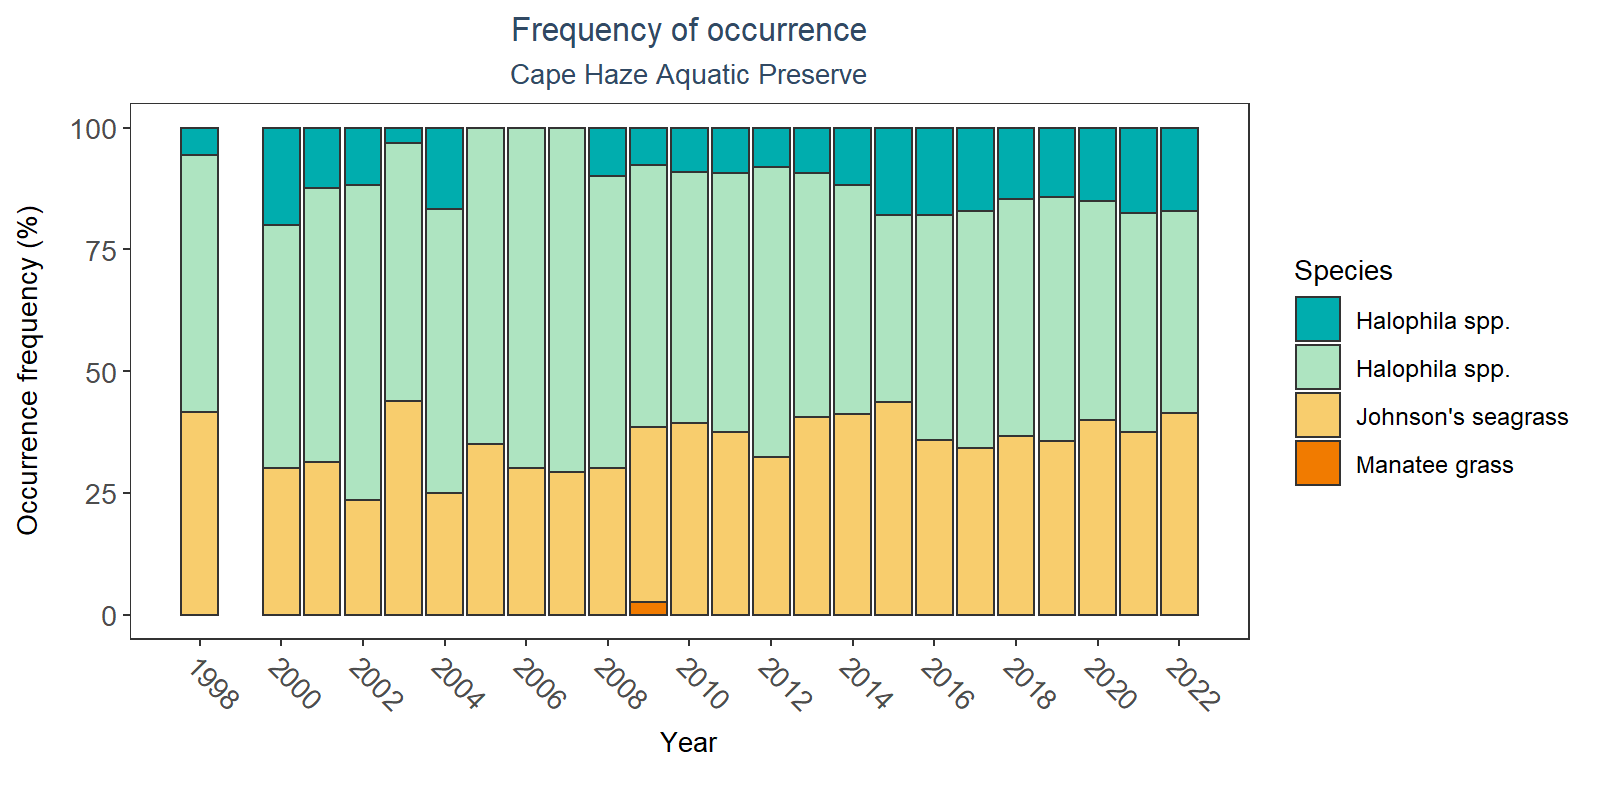 Frequency of occurrence
Cape Haze Aquatic Preserve
Occurrence frequency (%)
100
75
50
25
0
1998
2000
2002
2004
2006
2008
2010
2012
2014
2016
2018
2020
2022
Year
Species
Halophila spp.
Halophila spp.
Johnson's seagrass
Manatee grass